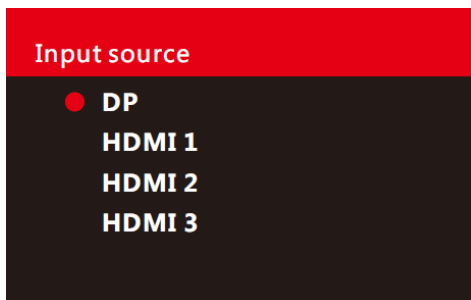 Input source
DP
HDMI 1
HDMI 2
HDMI 3